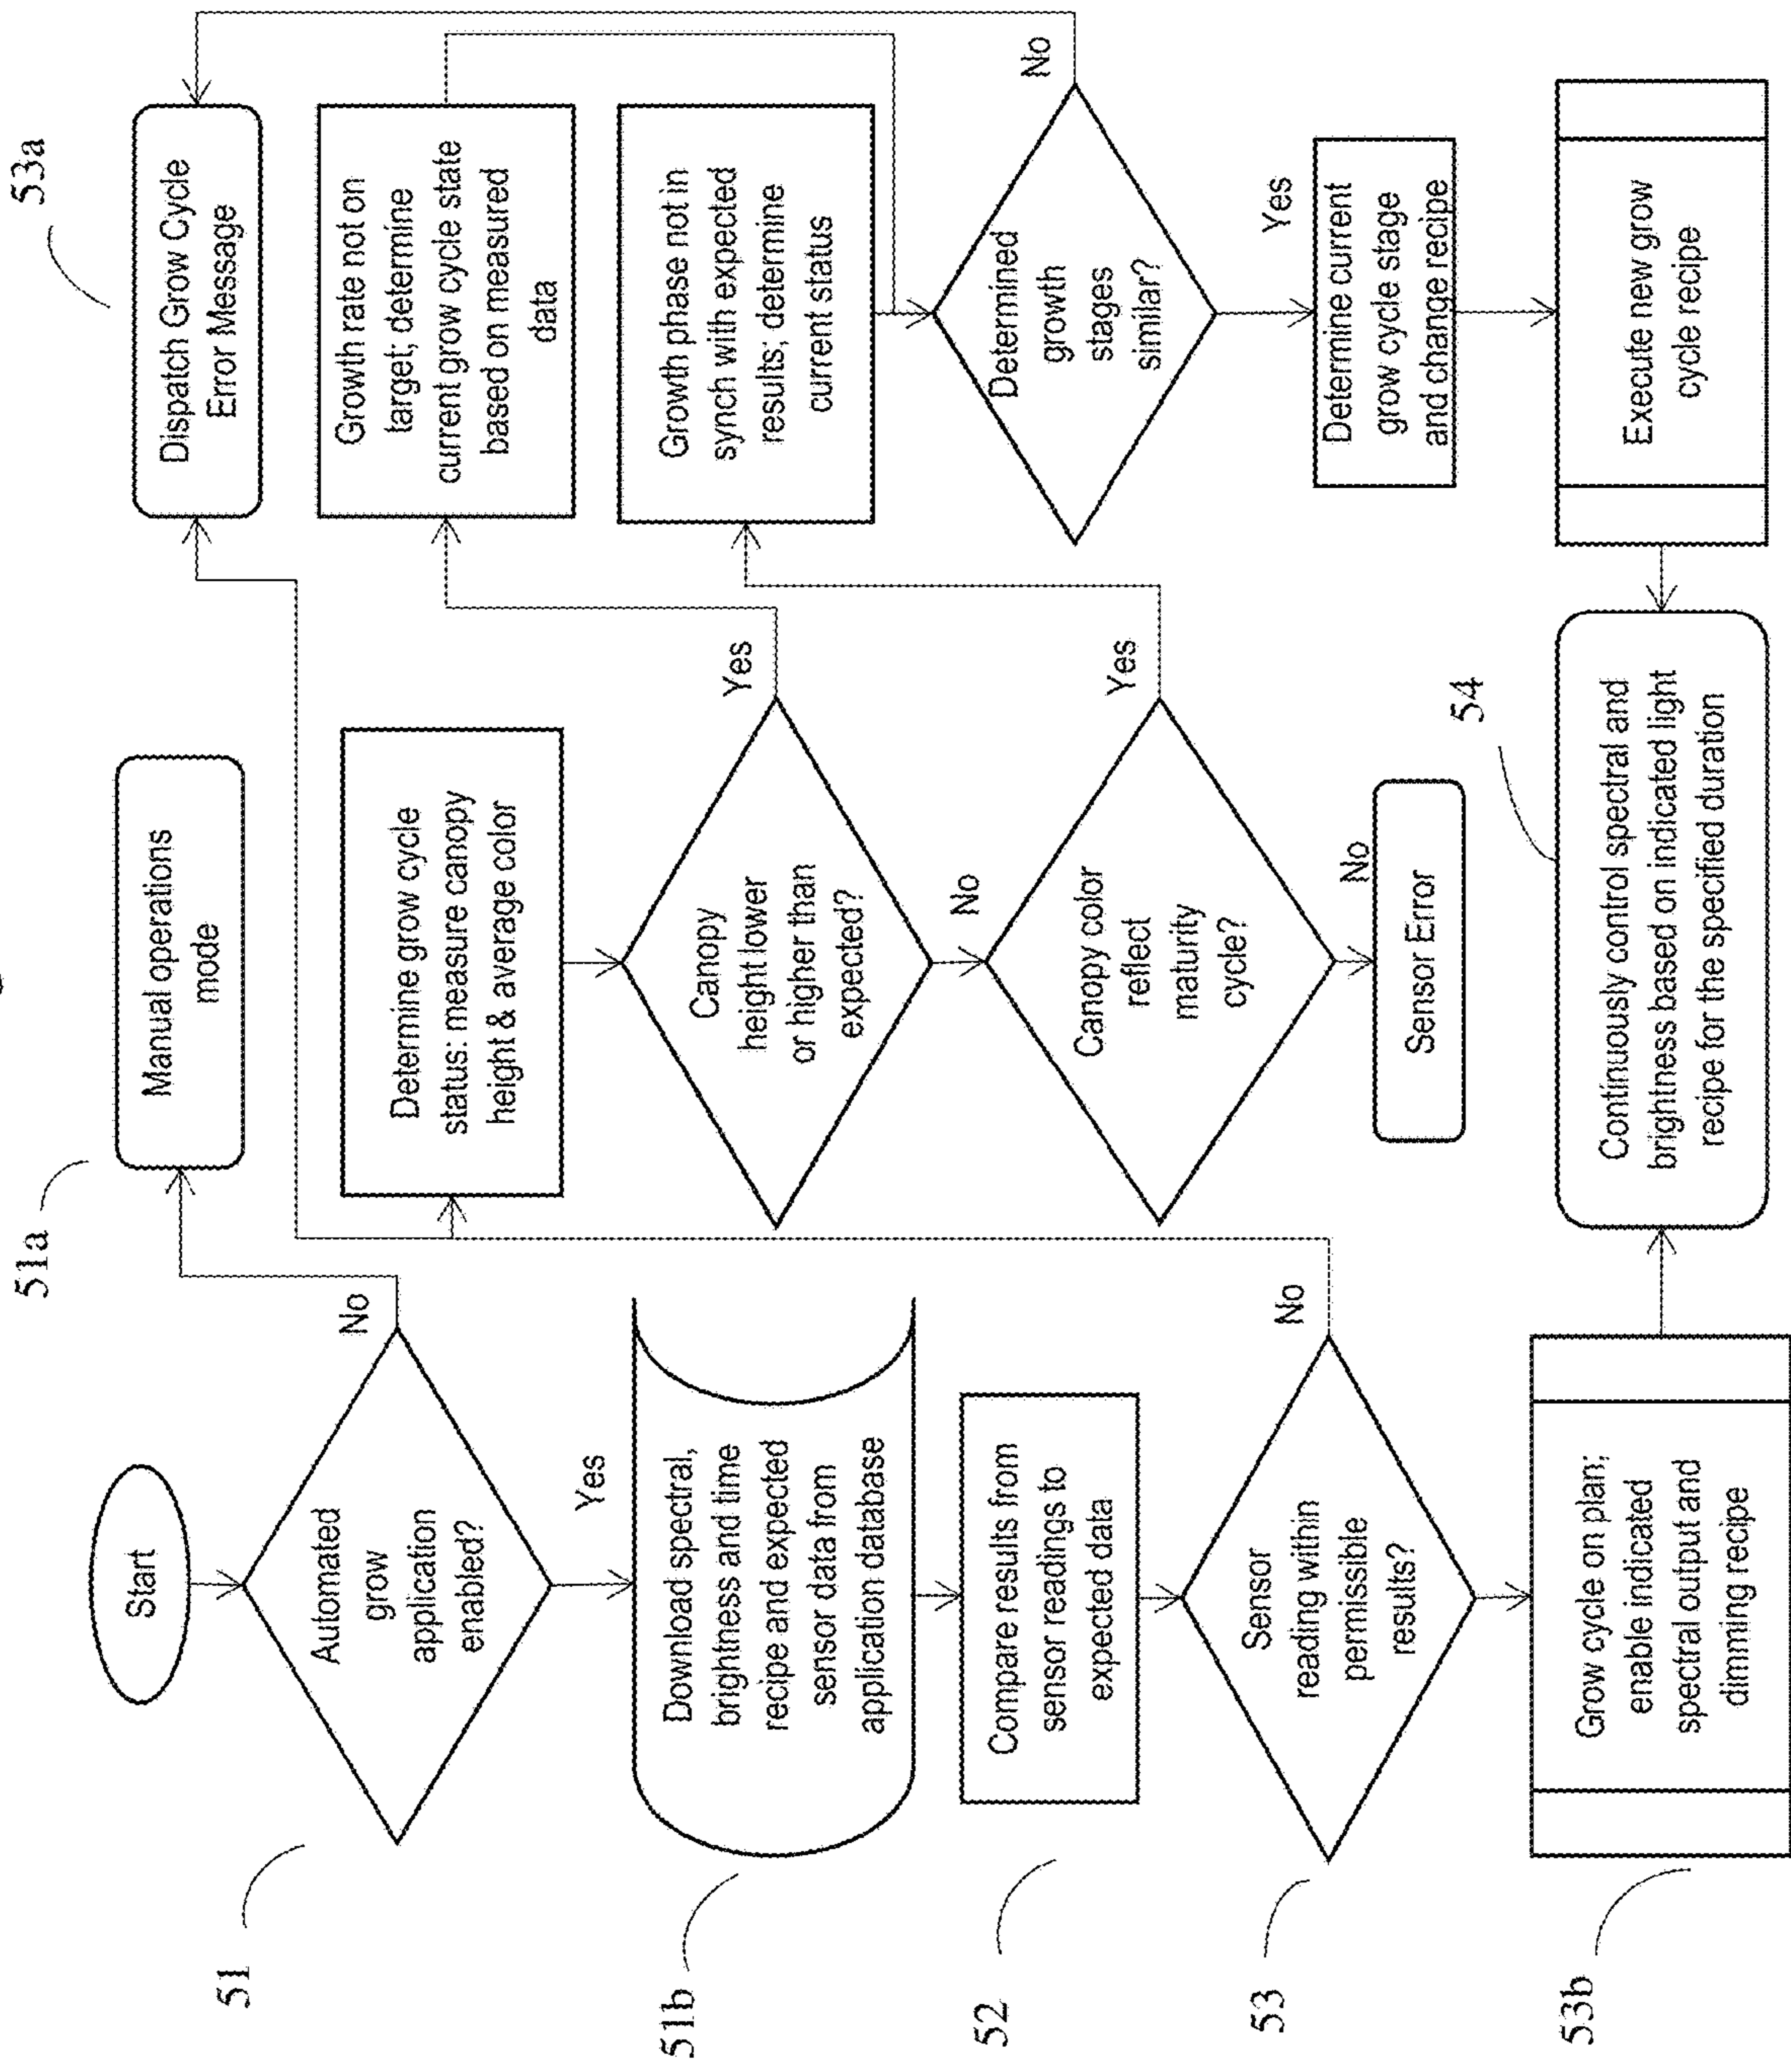 Start
51
Automated
grow
application
enabled?
No
Yes
51a
Manual operations
mode
51b
Download spectral,
brightness and time
recipe and expected
sensor data from
application database
52
Compare results from
sensor readings to
expected data
53
Sensor
reading within
permissible
results?
No
53b
Grow cycle on plan;
enable indicated
spectral output and
dimming recipe
Determine grow cycle
status: measure canopy
height & average color
Canopy
height lower
or higher than
expected?
Yes
No
Canopy color
reflect
maturity
cycle?
Yes
No
Sensor Error
54
Continuously control spectral and
brightness based on indicated light
recipe for the specified duration
53a
Dispatch Grow Cycle
Error Message
Growth rate not on
target; determine
current grow cycle state
based on measured
data
Growth phase not in
synch with expected
results; determine
current status
Determined
growth
stages
similar?
No
Yes
Determine current
grow cycle stage
and change recipe
Execute new grow
cycle recipe